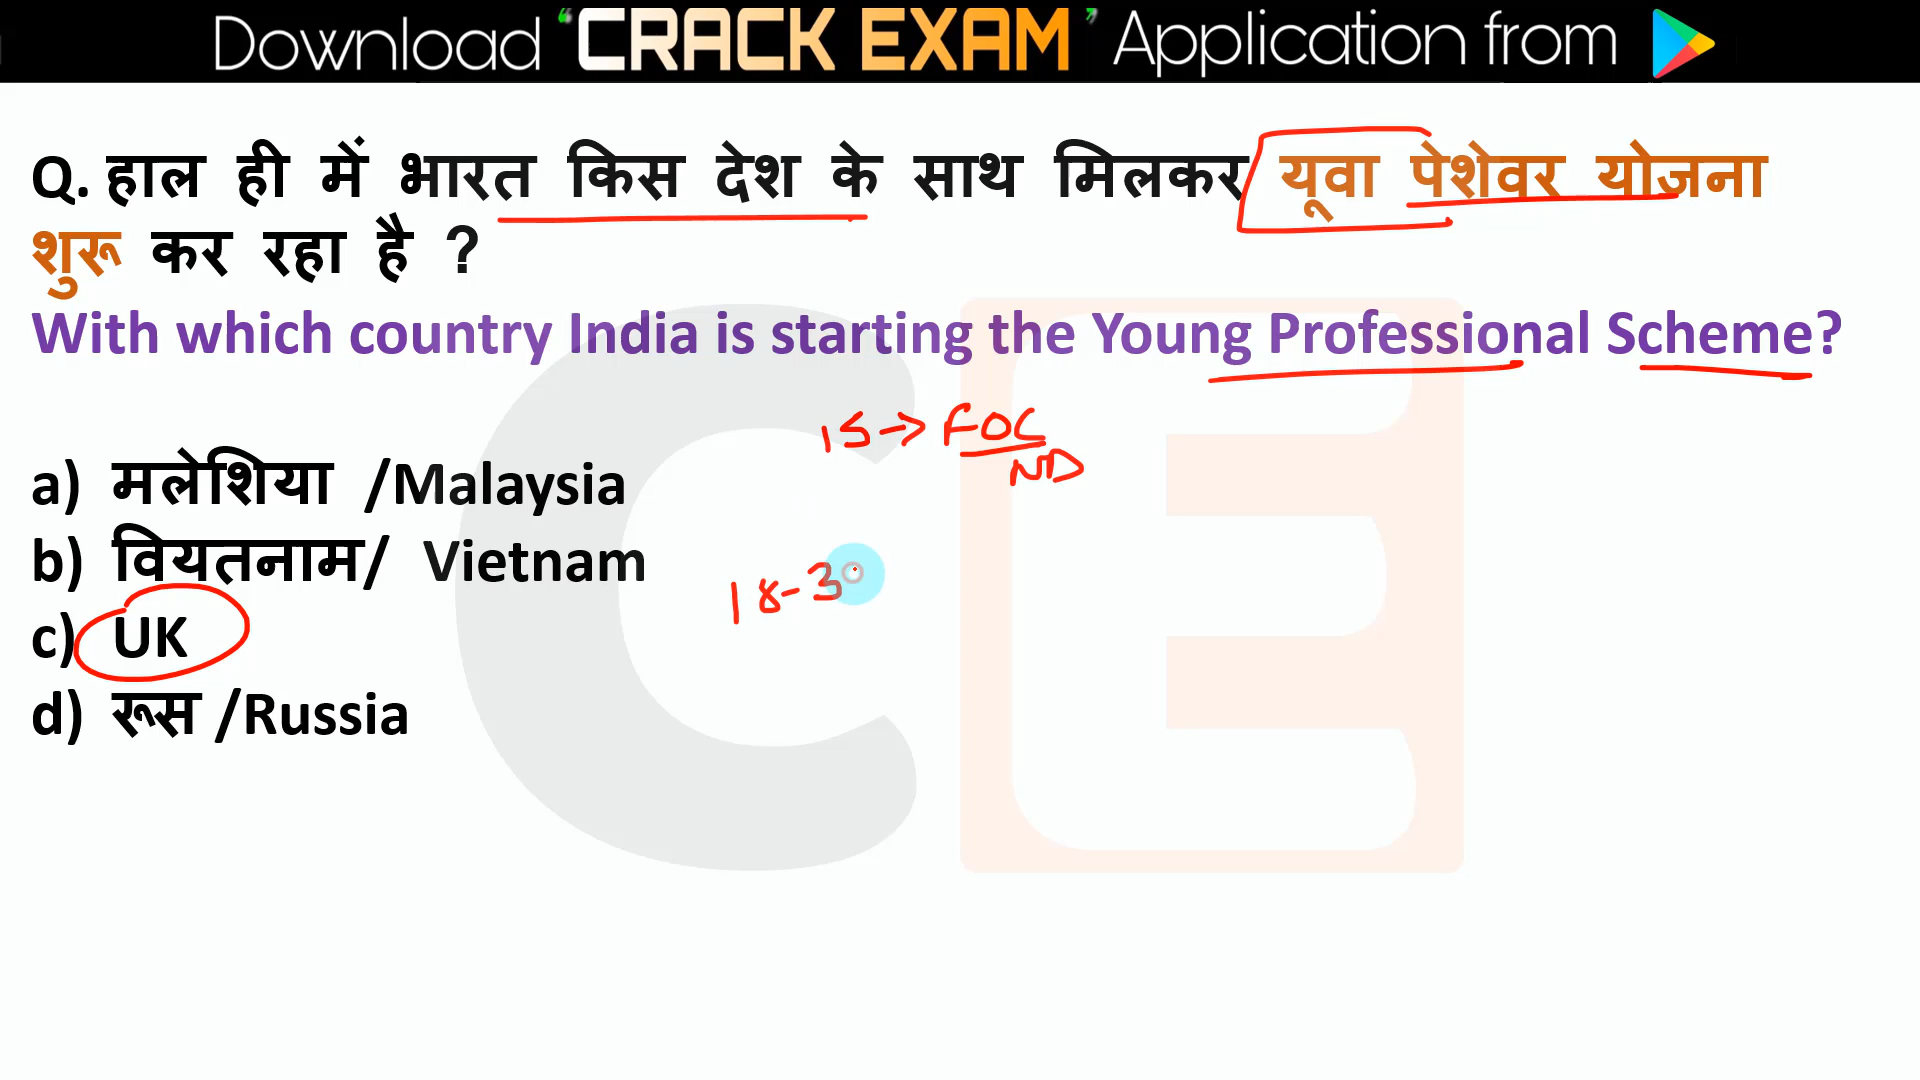 Download 'CRACK EXAM' Application from
Q. हाल ही में भारत किस देश के साथ मिलकर यूवा पेशेवर योजना
शुरू कर रहा है ?
With which country India is starting the Young Professional Scheme?
15 → FOC
ND
a) मलेशिया /Malaysia
b) वियतनाम/ Vietnam
18-30
c) UK
d) रूस /Russia
CE